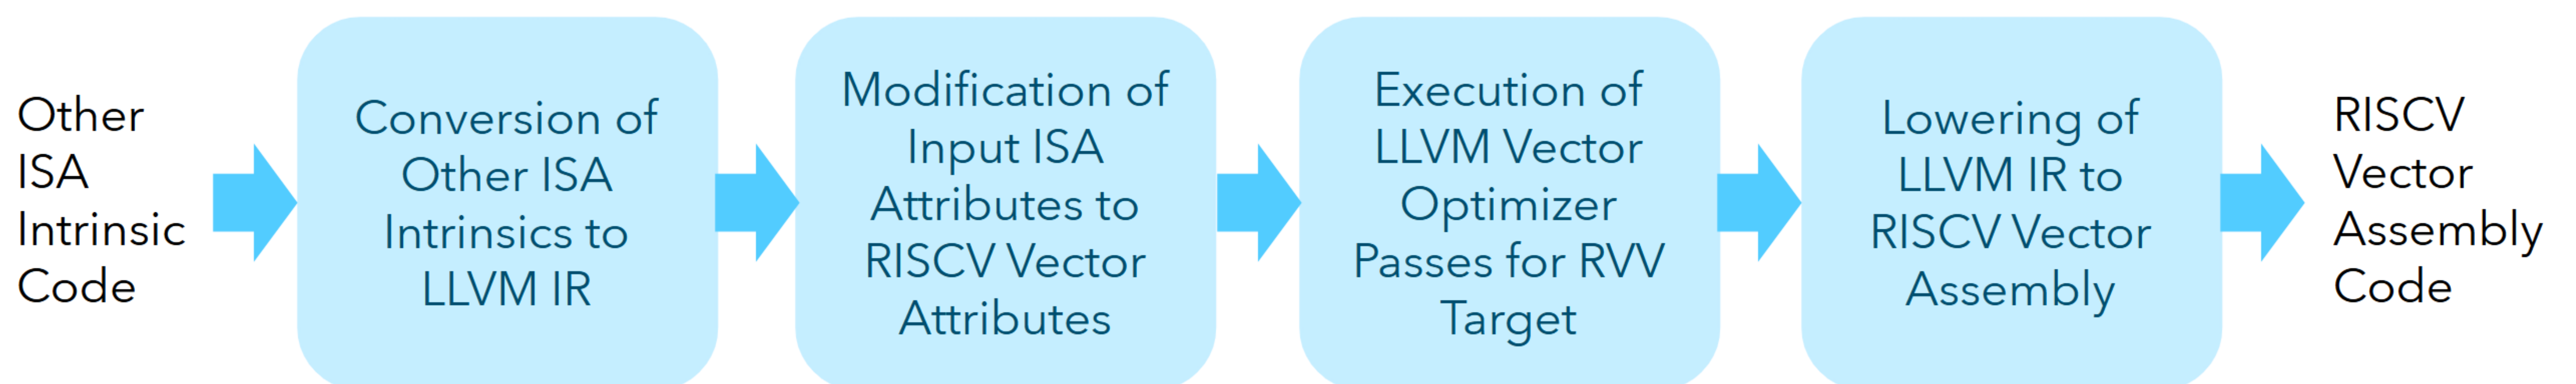 Other
ISA
Intrinsic
Code
Conversion of
Other ISA
Intrinsics to
LLVM IR
Modification of
Input ISA
Attributes to
RISCV Vector
Attributes
Execution of
LLVM Vector
Optimizer
Passes for RVV
Target
Lowering of
LLVM IR to
RISCV Vector
Assembly
RISCV
Vector
Assembly
Code